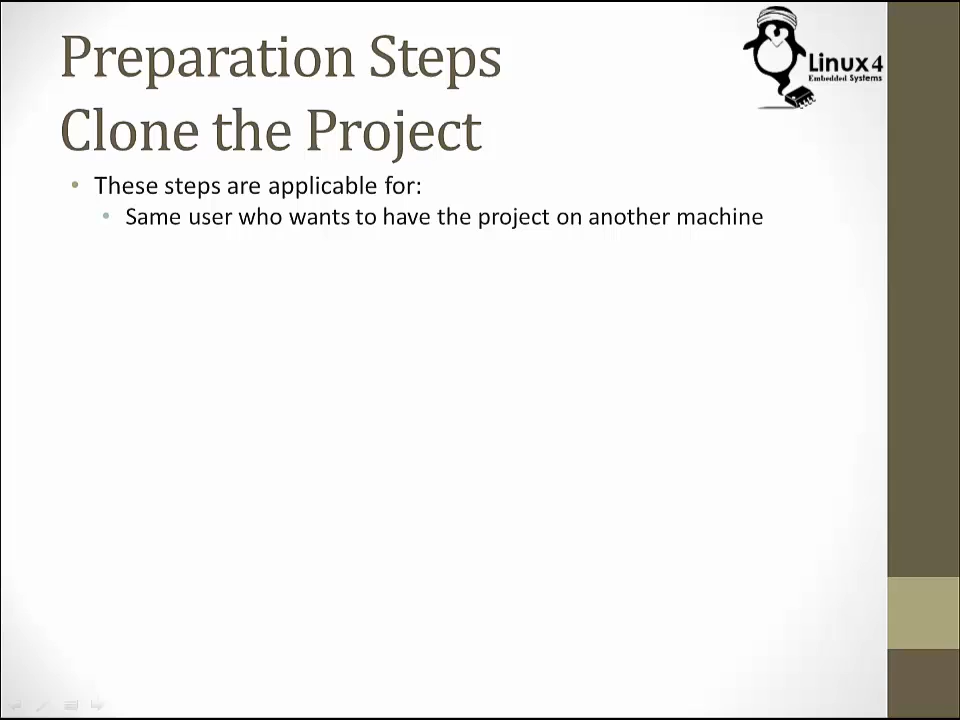 Preparation Steps
Clone the Project
Linux 4
Embedded Systems
• These steps are applicable for:
• Same user who wants to have the project on another machine